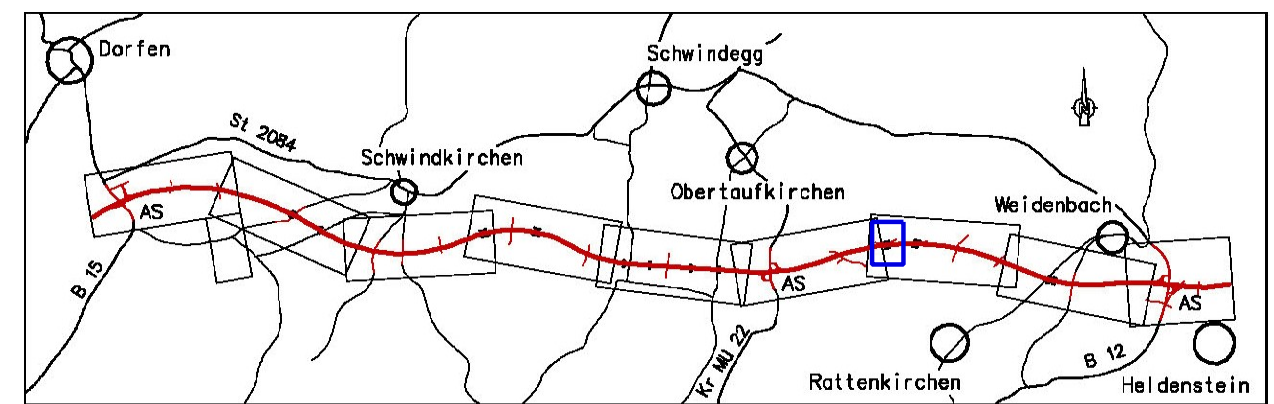 Dorfen
Schwindegg
St 2084
Schwindkirchen
Obertaufkirchen
Weidenbach
AS
B 15
AS
AS
Kr MÜ 22
Rattenkirchen
B 12
Heldenstein